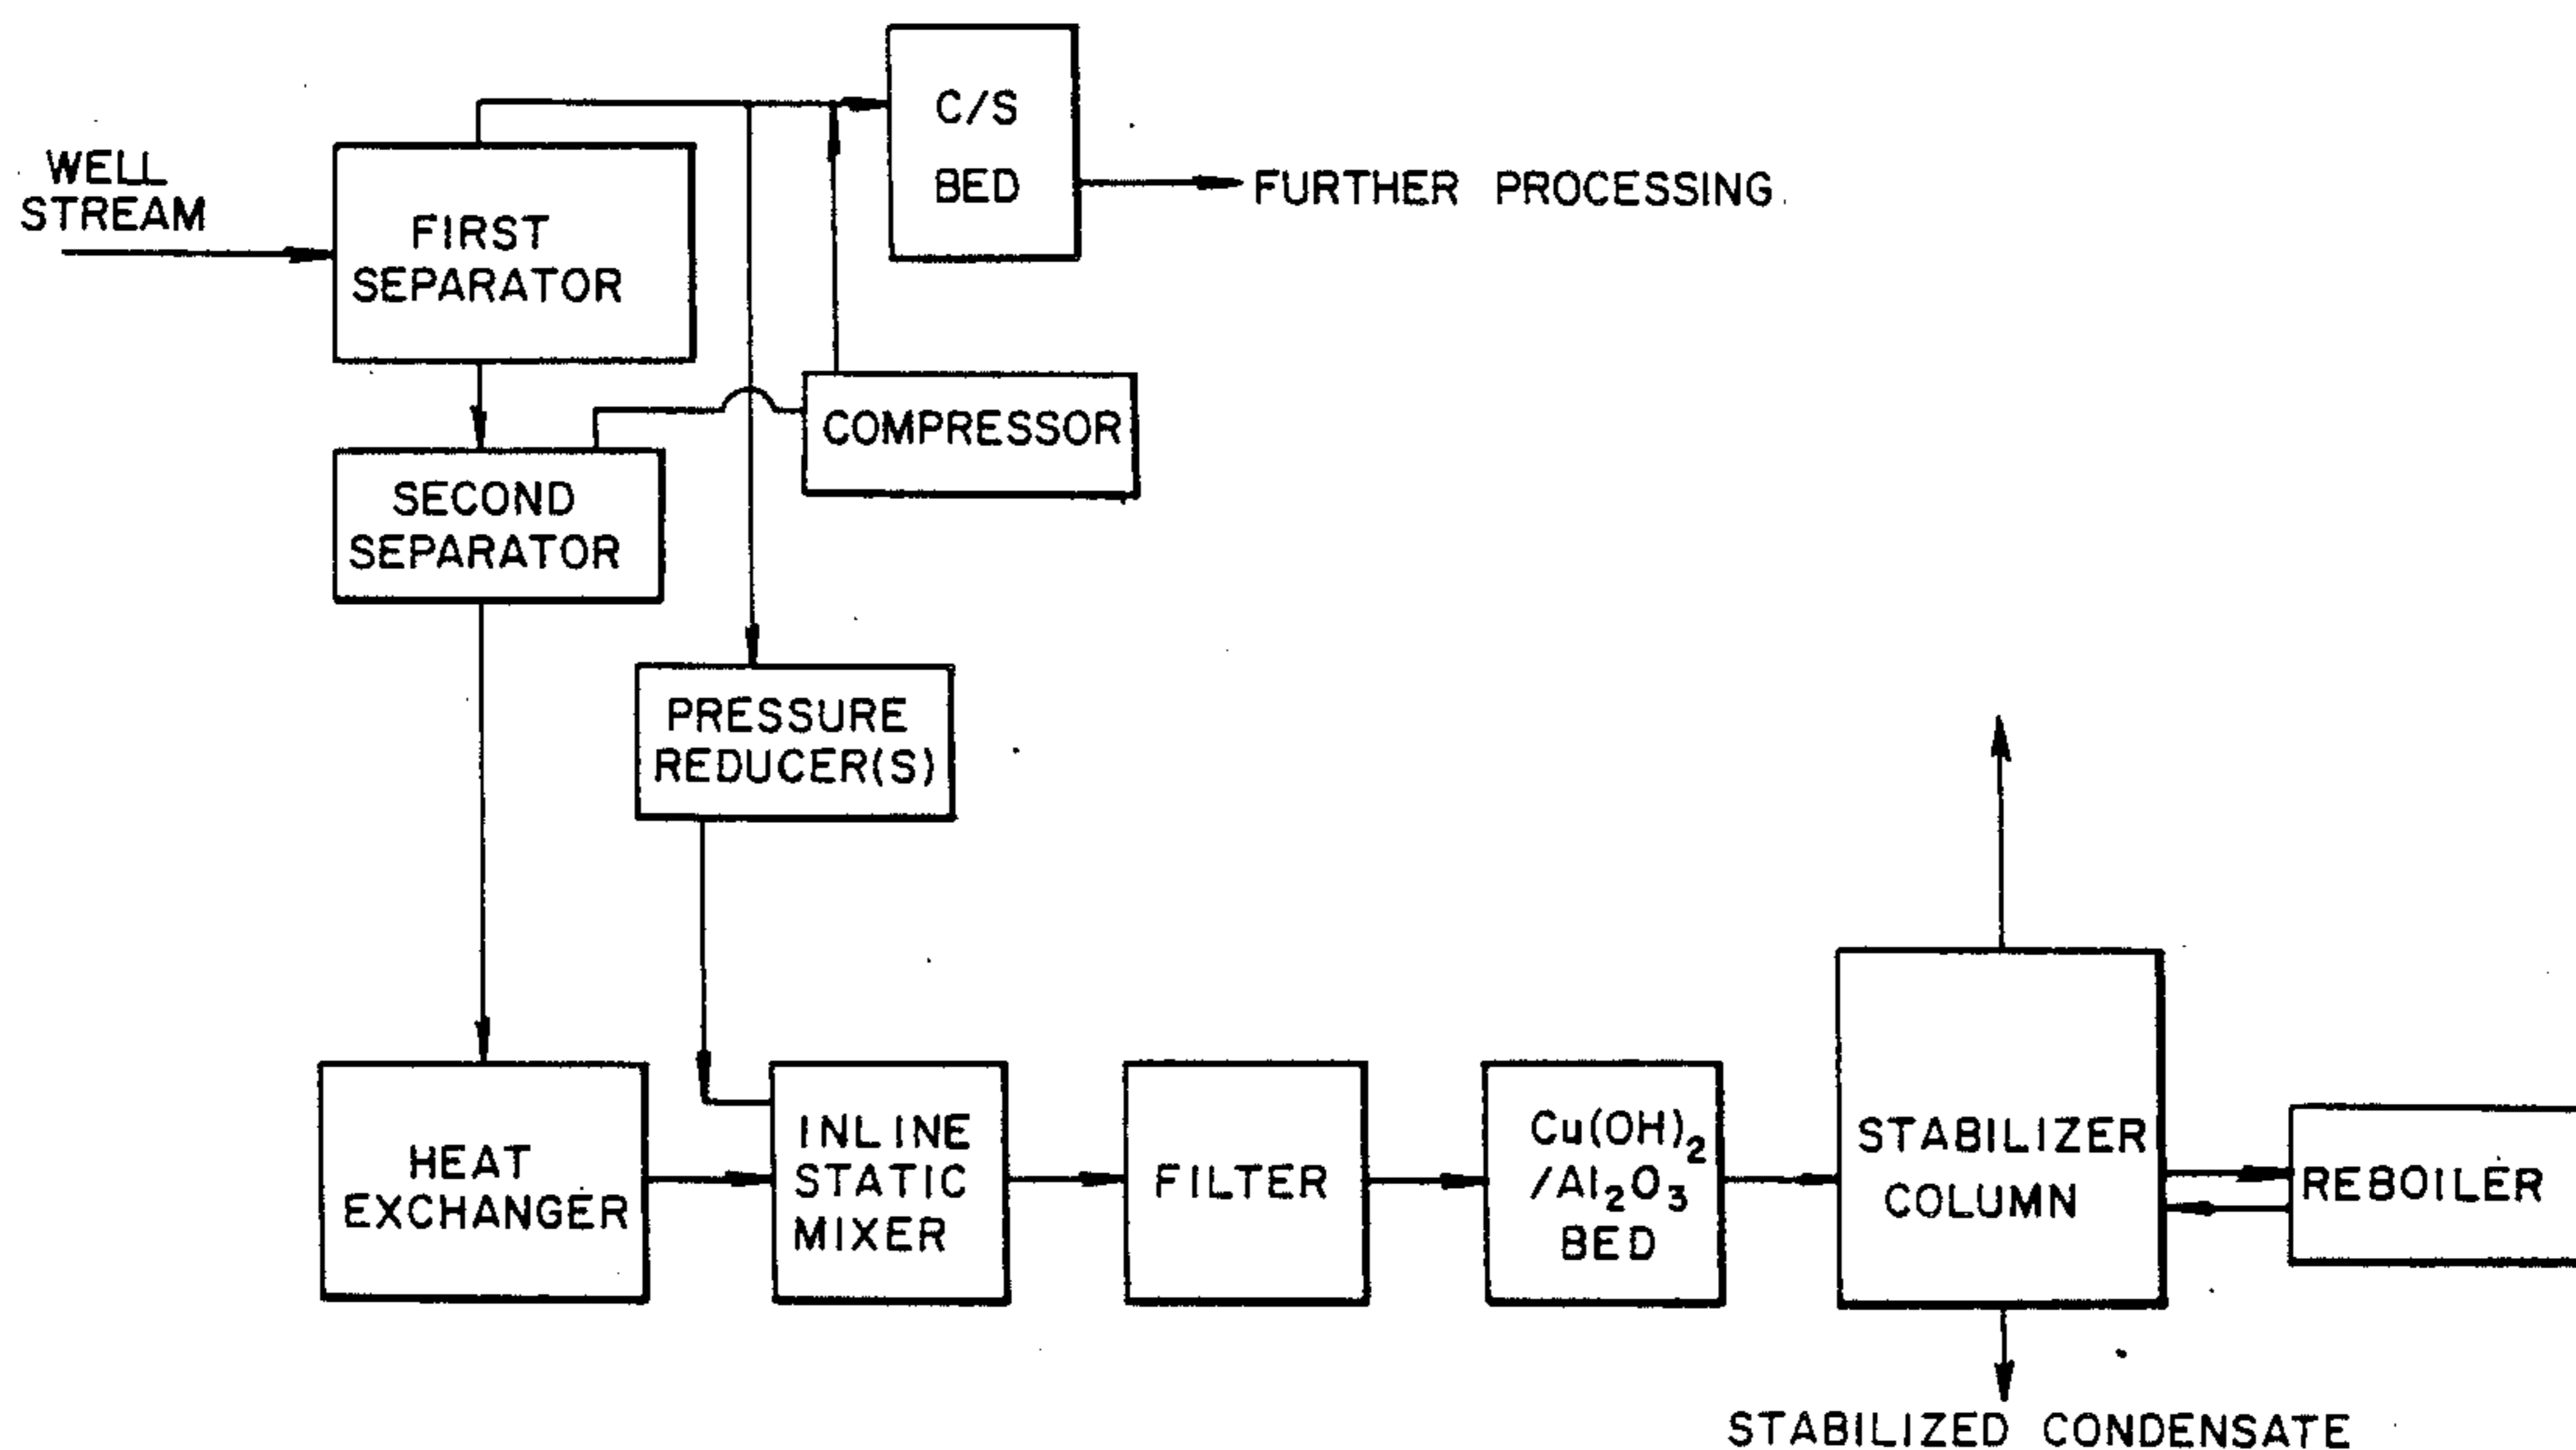 C/S
BED
WELL
STREAM
FURTHER PROCESSING
FIRST
SEPARATOR
COMPRESSOR
SECOND
SEPARATOR
PRESSURE
REDUCER(S)
HEAT
EXCHANGER
INLINE
STATIC
MIXER
FILTER
Cu(OH)₂
/Al₂O₃
BED
STABILIZER
COLUMN
REBOILER
STABILIZED CONDENSATE